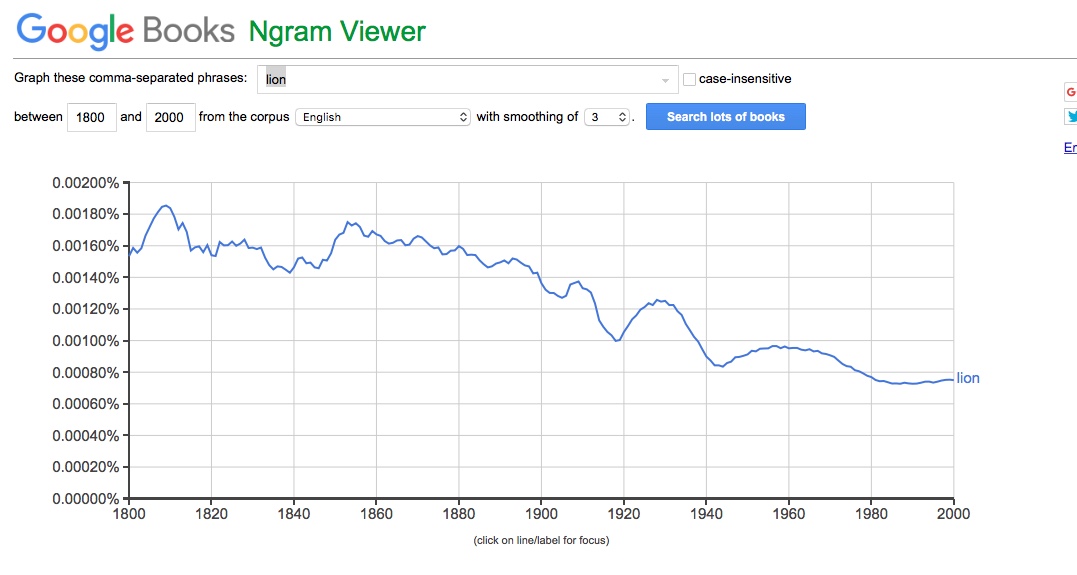 Google Books Ngram Viewer
Graph these comma-separated phrases: lion case-insensitive
between 1800 and 2000 from the corpus English with smoothing of 3 . Search lots of books
G
Er
0.00200%
0.00180%
0.00160%
0.00140%
0.00120%
0.00100%
0.00080%
lion
0.00060%
0.00040%
0.00020%
0.00000%
1800 1820 1840 1860 1880 1900 1920 1940 1960 1980 2000
(click on line/label for focus)